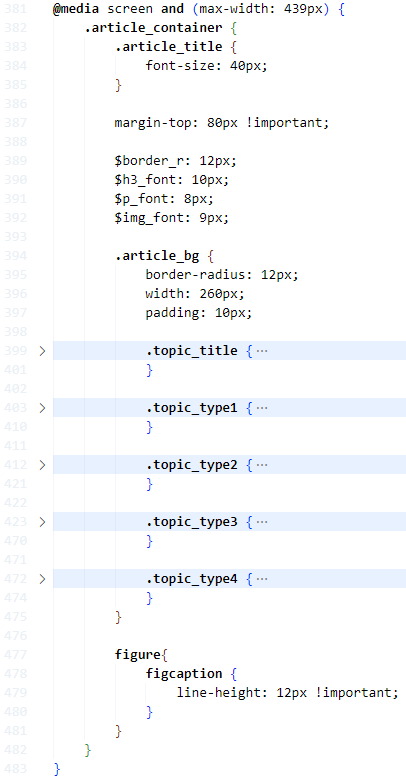 381 @media screen and (max-width: 439px) {
382     .article_container {
383         .article_title {
384             font-size: 40px;
385         }
386
387         margin-top: 80px !important;
388
389         $border_r: 12px;
390         $h3_font: 10px;
391         $p_font: 8px;
392         $img_font: 9px;
393
394         .article_bg {
395             border-radius: 12px;
396             width: 260px;
397             padding: 10px;
398
399 >           .topic_title { ⋯
401             }
402
403 >           .topic_type1 { ⋯
410             }
411
412 >           .topic_type2 { ⋯
421             }
422
423 >           .topic_type3 { ⋯
470             }
471
472 >           .topic_type4 { ⋯
474             }
475         }
476
477         figure{
478             figcaption {
479                 line-height: 12px !important;
480             }
481         }
482     }
483 }